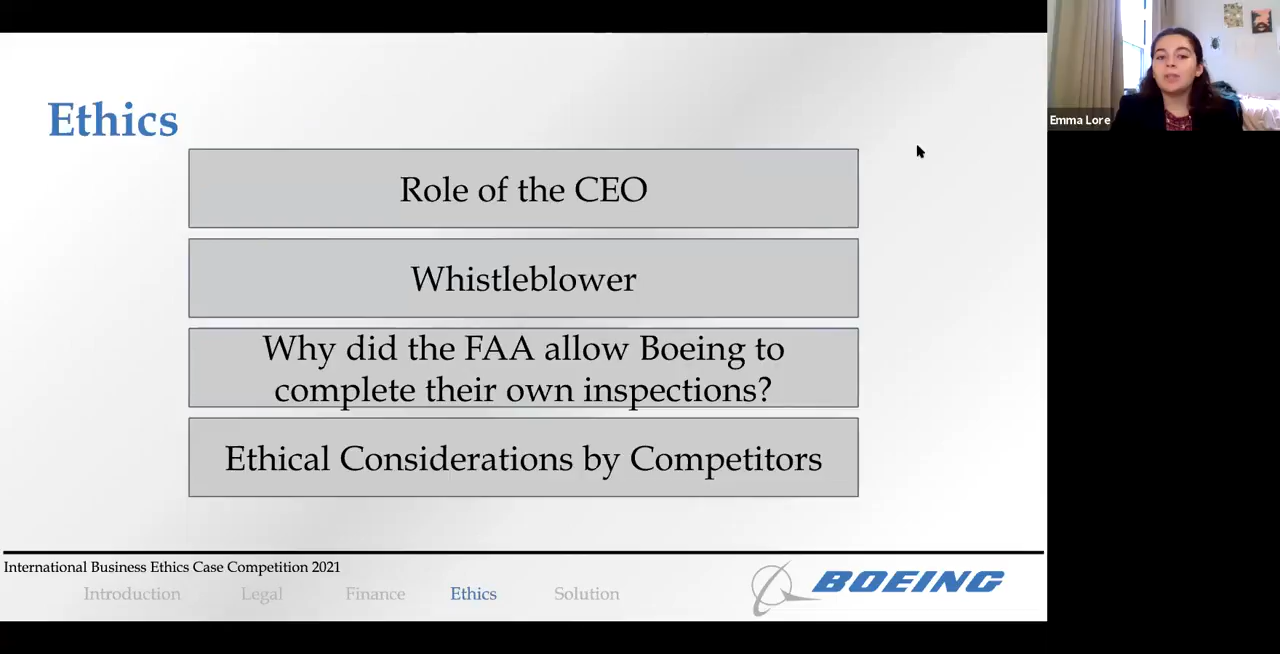 Ethics
Role of the CEO
Whistleblower
Why did the FAA allow Boeing to
complete their own inspections?
Ethical Considerations by Competitors
International Business Ethics Case Competition 2021
Introduction Legal Finance Ethics Solution
BOEING
Emma Lore